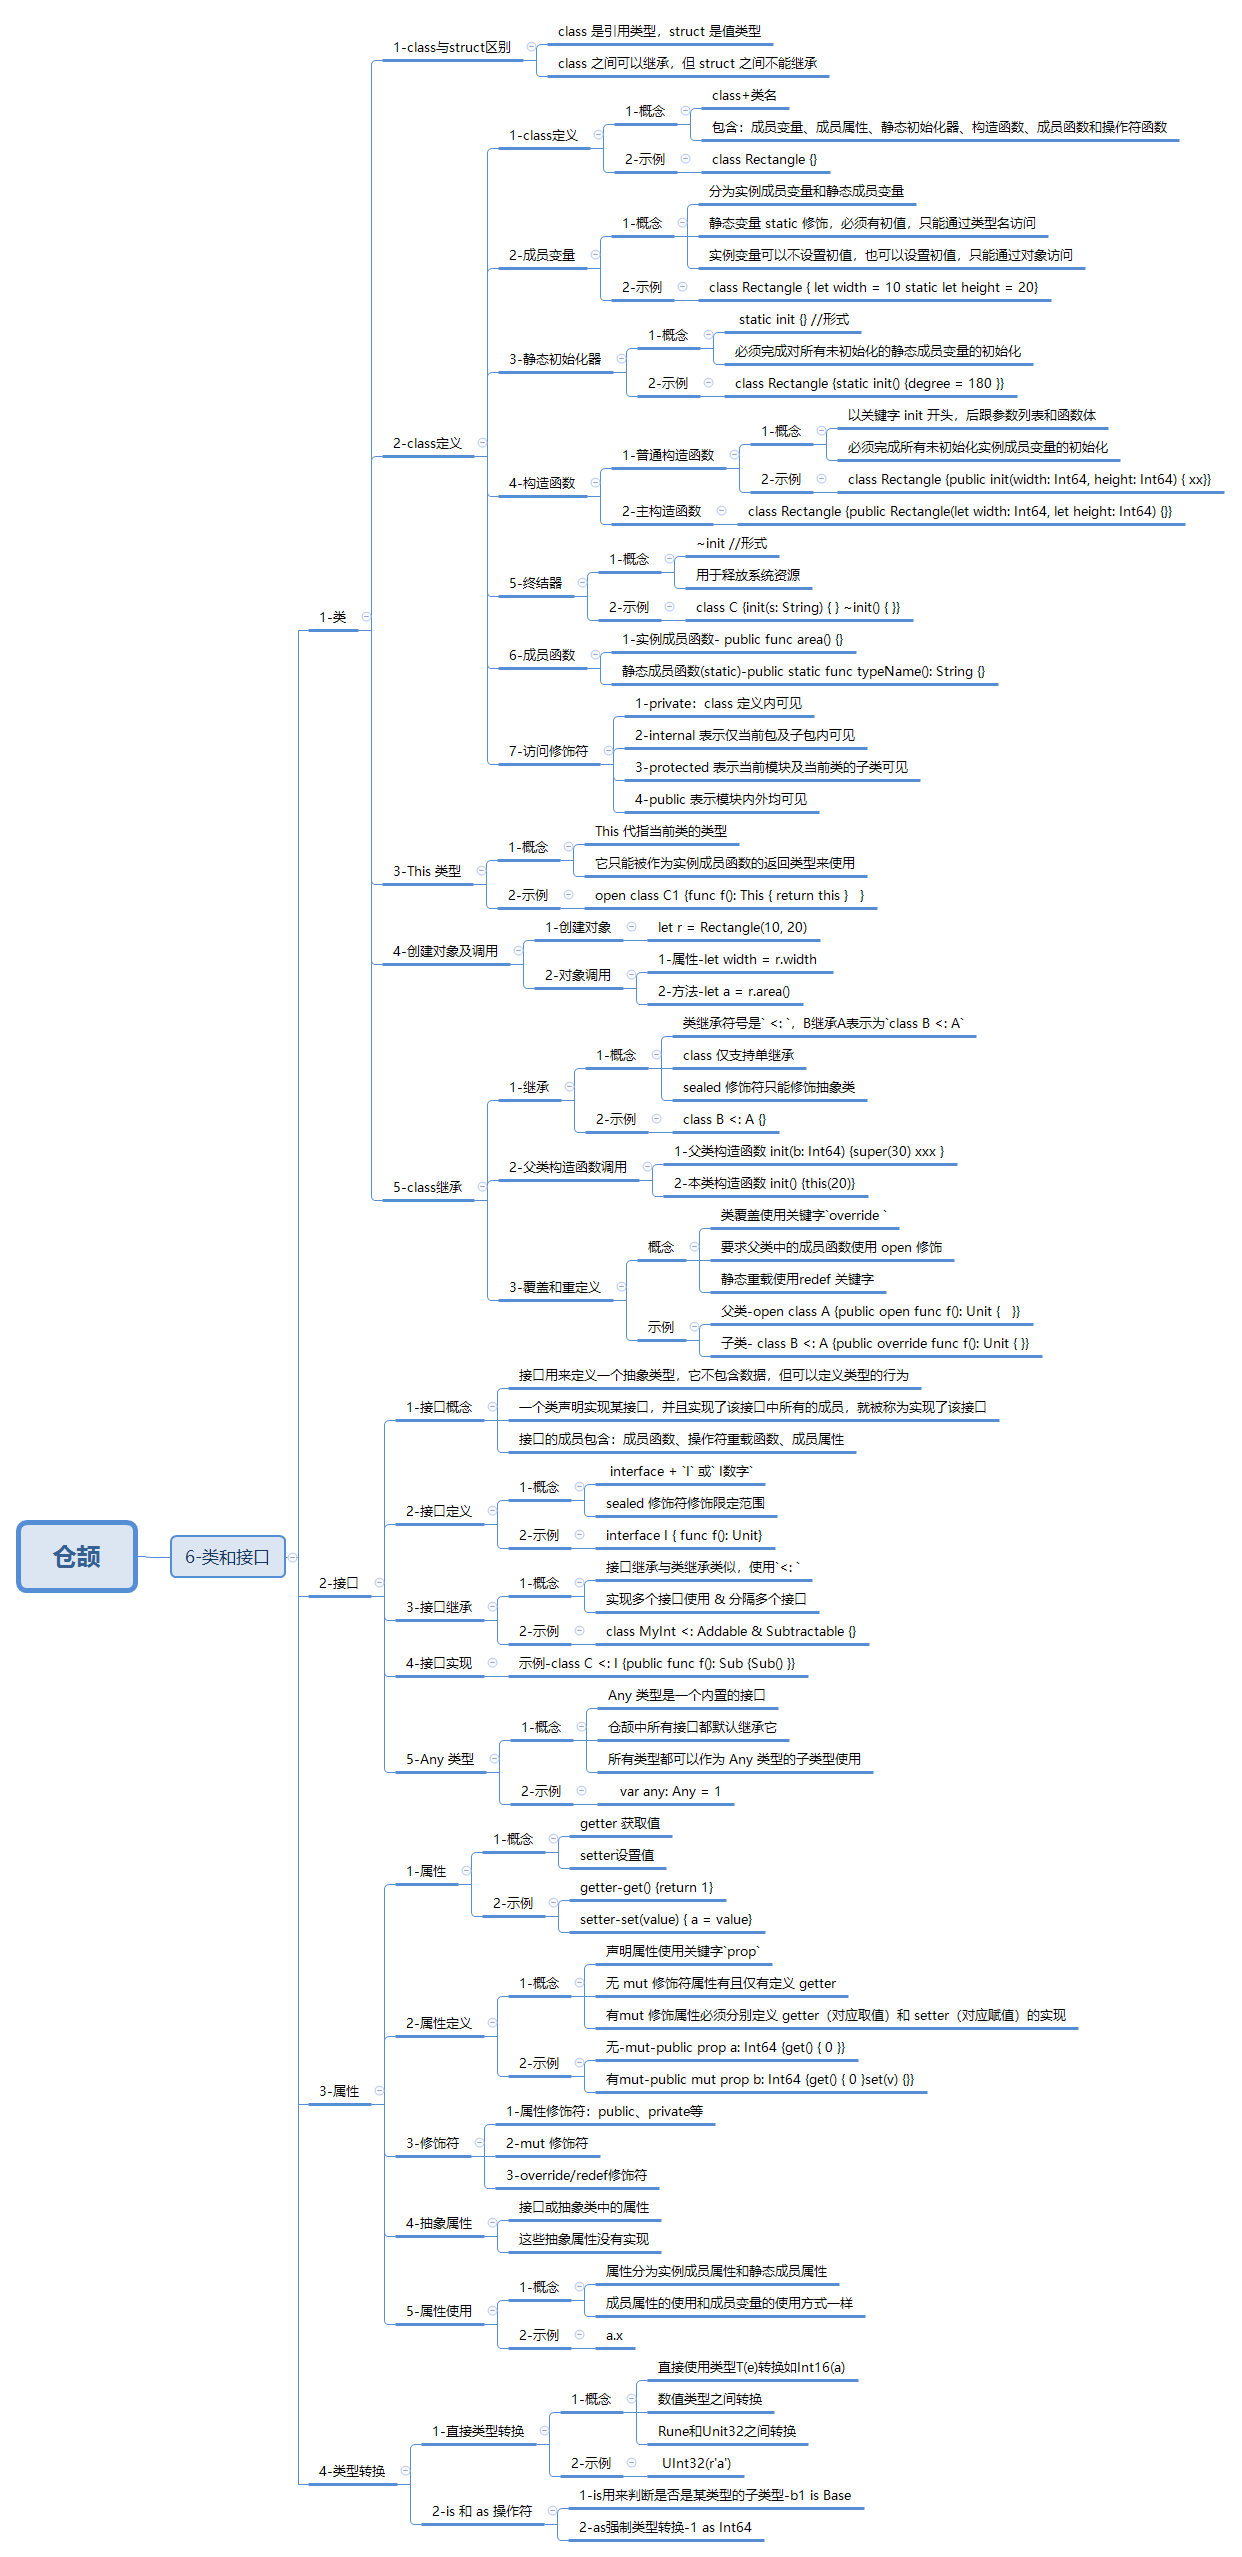 仓颉
6-类和接口
1-类
1-class与struct区别
class 是引用类型，struct 是值类型
class 之间可以继承，但 struct 之间不能继承
2-class定义
1-class定义
1-概念
class+类名
包含：成员变量、成员属性、静态初始化器、构造函数、成员函数和操作符函数
2-示例
class Rectangle {}
2-成员变量
1-概念
分为实例成员变量和静态成员变量
静态变量 static 修饰，必须有初值，只能通过类型名访问
实例变量可以不设置初值，也可以设置初值，只能通过对象访问
2-示例
class Rectangle { let width = 10 static let height = 20}
3-静态初始化器
1-概念
static init {} //形式
必须完成对所有未初始化的静态成员变量的初始化
2-示例
class Rectangle {static init() {degree = 180 }}
4-构造函数
1-普通构造函数
1-概念
以关键字 init 开头，后跟参数列表和函数体
必须完成所有未初始化实例成员变量的初始化
2-示例
class Rectangle {public init(width: Int64, height: Int64) { xx}}
2-主构造函数
class Rectangle {public Rectangle(let width: Int64, let height: Int64) {}}
5-终结器
1-概念
~init //形式
用于释放系统资源
2-示例
class C {init(s: String) { } ~init() { }}
6-成员函数
1-实例成员函数- public func area() {}
静态成员函数(static)-public static func typeName(): String {}
7-访问修饰符
1-private：class 定义内可见
2-internal 表示仅当前包及子包内可见
3-protected 表示当前模块及当前类的子类可见
4-public 表示模块内外均可见
3-This 类型
1-概念
This 代指当前类的类型
它只能被作为实例成员函数的返回类型来使用
2-示例
open class C1 {func f(): This { return this }   }
4-创建对象及调用
1-创建对象
let r = Rectangle(10, 20)
2-对象调用
1-属性-let width = r.width
2-方法-let a = r.area()
5-class继承
1-继承
1-概念
类继承符号是` <: `，B继承A表示为`class B <: A`
class 仅支持单继承
sealed 修饰符只能修饰抽象类
2-示例
class B <: A {}
2-父类构造函数调用
1-父类构造函数 init(b: Int64) {super(30) xxx }
2-本类构造函数 init() {this(20)}
3-覆盖和重定义
概念
类覆盖使用关键字`override `
要求父类中的成员函数使用 open 修饰
静态重载使用redef 关键字
示例
父类-open class A {public open func f(): Unit {   }}
子类- class B <: A {public override func f(): Unit { }}
2-接口
1-接口概念
接口用来定义一个抽象类型，它不包含数据，但可以定义类型的行为
一个类声明实现某接口，并且实现了该接口中所有的成员，就被称为实现了该接口
接口的成员包含：成员函数、操作符重载函数、成员属性
2-接口定义
1-概念
interface + `I` 或` I数字`
sealed 修饰符修饰限定范围
2-示例
interface I { func f(): Unit}
3-接口继承
1-概念
接口继承与类继承类似，使用`<: `
实现多个接口使用 & 分隔多个接口
2-示例
class MyInt <: Addable & Subtractable {}
4-接口实现
示例-class C <: I {public func f(): Sub {Sub() }}
5-Any 类型
1-概念
Any 类型是一个内置的接口
仓颉中所有接口都默认继承它
所有类型都可以作为 Any 类型的子类型使用
2-示例
var any: Any = 1
3-属性
1-属性
1-概念
getter 获取值
setter设置值
2-示例
getter-get() {return 1}
setter-set(value) { a = value}
2-属性定义
1-概念
声明属性使用关键字`prop`
无 mut 修饰符属性有且仅有定义 getter
有mut 修饰属性必须分别定义 getter（对应取值）和 setter（对应赋值）的实现
2-示例
无-mut-public prop a: Int64 {get() { 0 }}
有mut-public mut prop b: Int64 {get() { 0 }set(v) {}}
3-修饰符
1-属性修饰符：public、private等
2-mut 修饰符
3-override/redef修饰符
4-抽象属性
接口或抽象类中的属性
这些抽象属性没有实现
5-属性使用
1-概念
属性分为实例成员属性和静态成员属性
成员属性的使用和成员变量的使用方式一样
2-示例
a.x
4-类型转换
1-直接类型转换
1-概念
直接使用类型T(e)转换如Int16(a)
数值类型之间转换
Rune和Unit32之间转换
2-示例
UInt32(r'a')
2-is 和 as 操作符
1-is用来判断是否是某类型的子类型-b1 is Base
2-as强制类型转换-1 as Int64